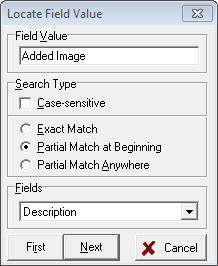 Locate Field Value
Field Value
Added Image
Search Type
Case-sensitive
Exact Match
Partial Match at Beginning
Partial Match Anywhere
Fields
Description
First Next Cancel